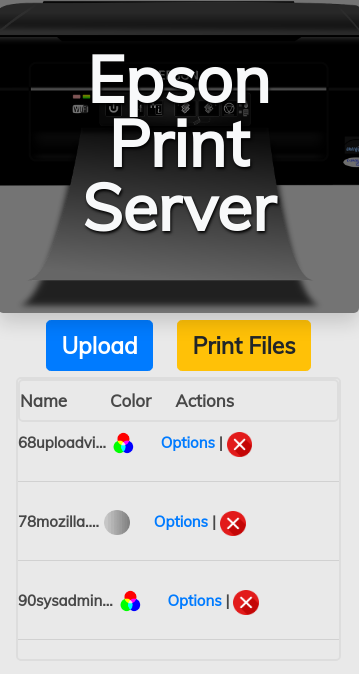 Epson
Print
Server
Upload Print Files
Name Color Actions
68uploadvi... Options |
78mozilla.... Options |
90sysadmin... Options |